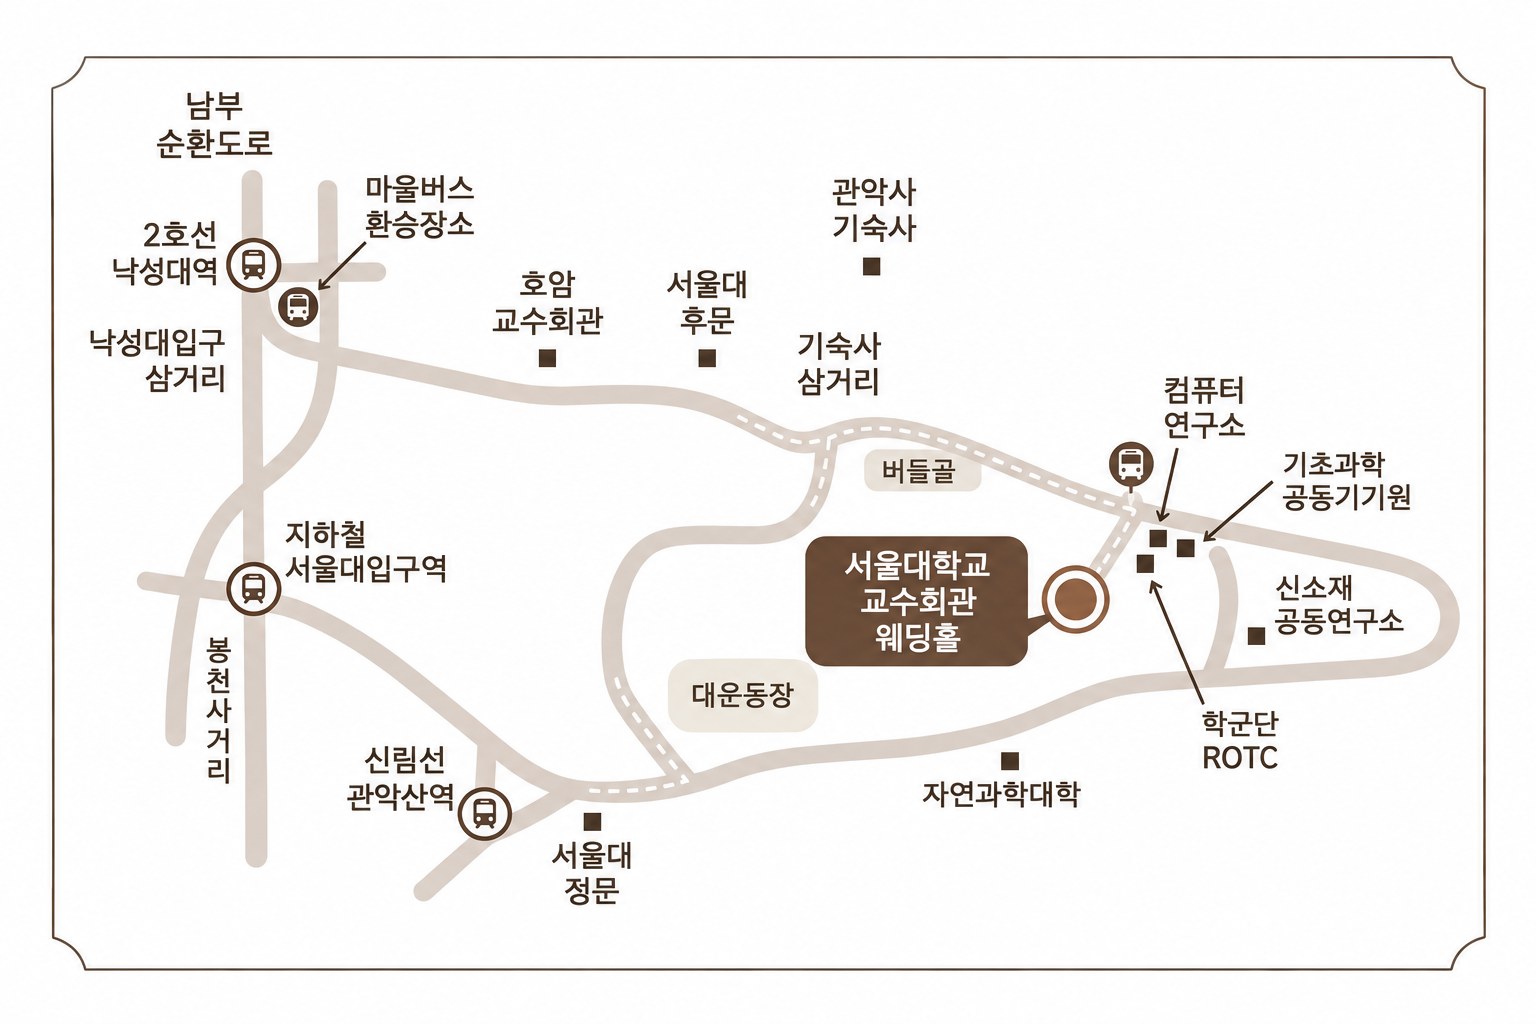 남부
순환도로
마울버스
환승장소
2호선
낙성대역
관악사
기숙사
호암
교수회관
서울대
후문
낙성대입구
삼거리
기숙사
삼거리
컴퓨터
연구소
버들골
기초과학
공동기기원
지하철
서울대입구역
서울대학교
교수회관
웨딩홀
신소재
공동연구소
봉천사거리
대운동장
학군단
ROTC
신림선
관악산역
자연과학대학
서울대
정문